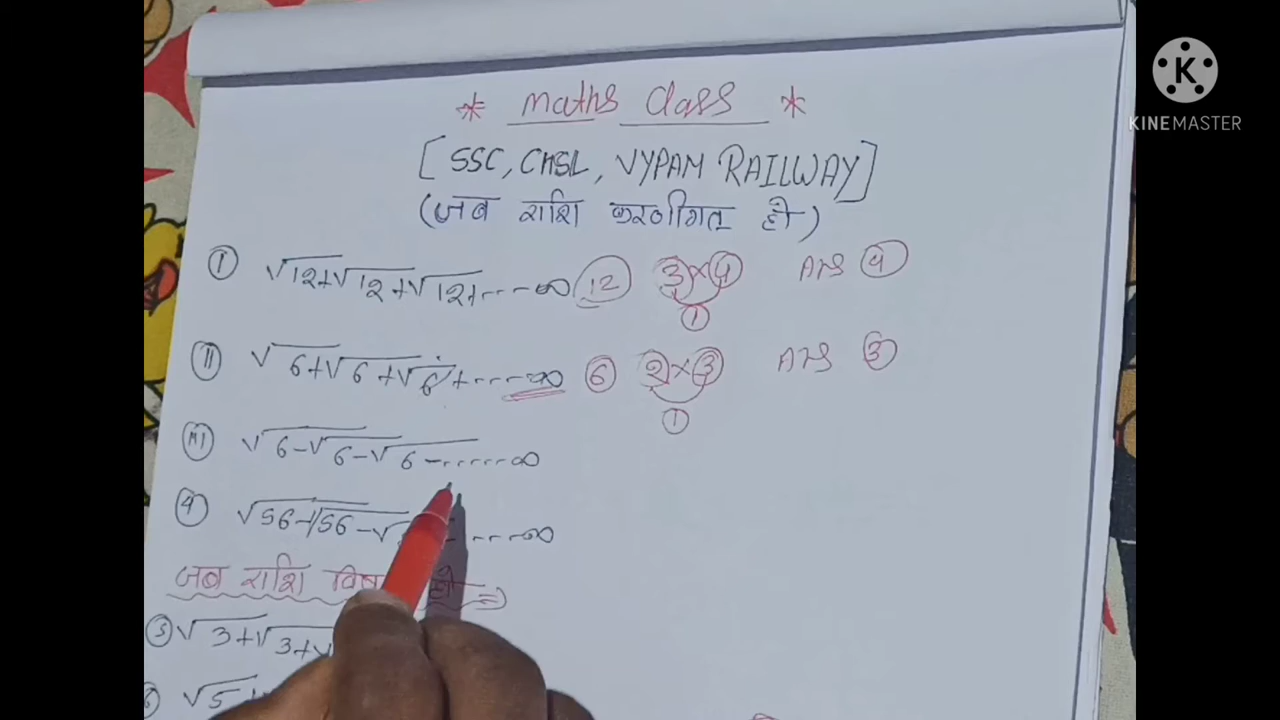 KINEMASTER
* maths class *
[SSC, CHSL, VYPAM RAILWAY]
(जब राशि करणीगत हो)
I √12+√12+√12+----∞ 12 3×4 Ans 4
1
II √6+√6+√6+----∞ 6 2×3 Ans 3
1
III √6-√6-√6-......∞
4 √56-√56-√ ----∞
जब राशि
5 √3+√3+√
6 √5